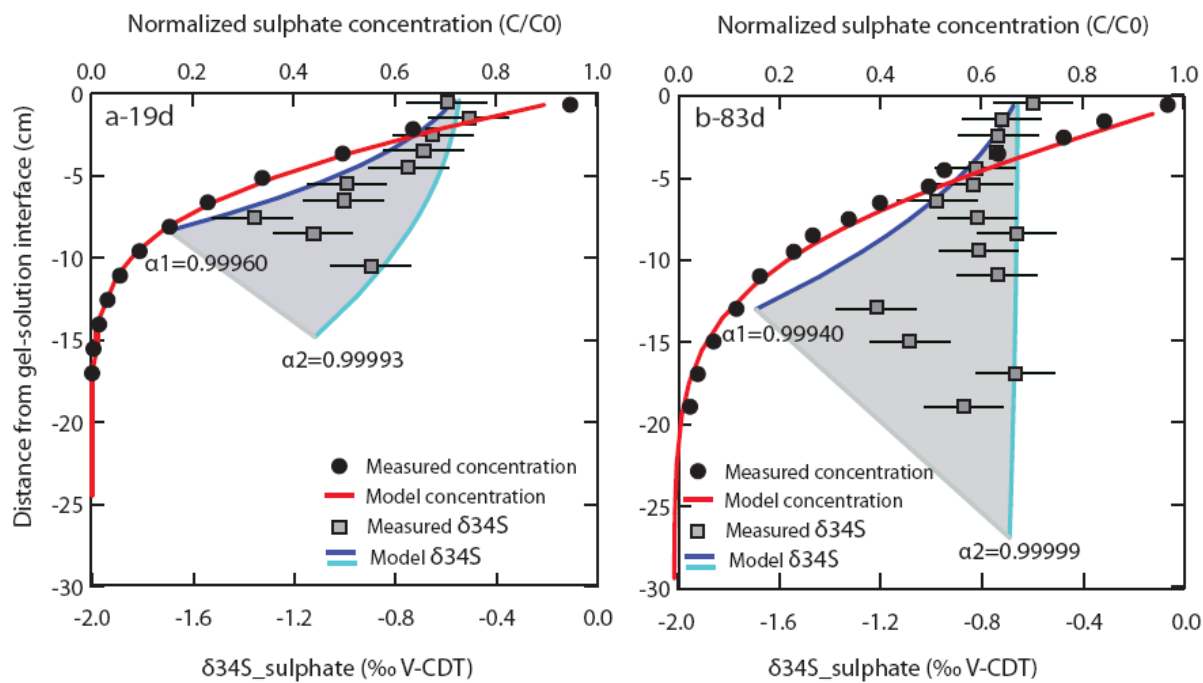 Normalized sulphate concentration (C/C0)
0.0 0.2 0.4 0.6 0.8 1.0
a-19d
Distance from gel-solution interface (cm)
0
-5
-10
-15
-20
-25
-30
α1=0.99960
α2=0.99993
Measured concentration
Model concentration
Measured δ34S
Model δ34S
-2.0 -1.6 -1.2 -0.8 -0.4 0.0
δ34S_sulphate (‰ V-CDT)
Normalized sulphate concentration (C/C0)
0.0 0.2 0.4 0.6 0.8 1.0
b-83d
0
-5
-10
-15
-20
-25
-30
α1=0.99940
α2=0.99999
Measured concentration
Model concentration
Measured δ34S
Model δ34S
-2.0 -1.6 -1.2 -0.8 -0.4 0.0
δ34S_sulphate (‰ V-CDT)